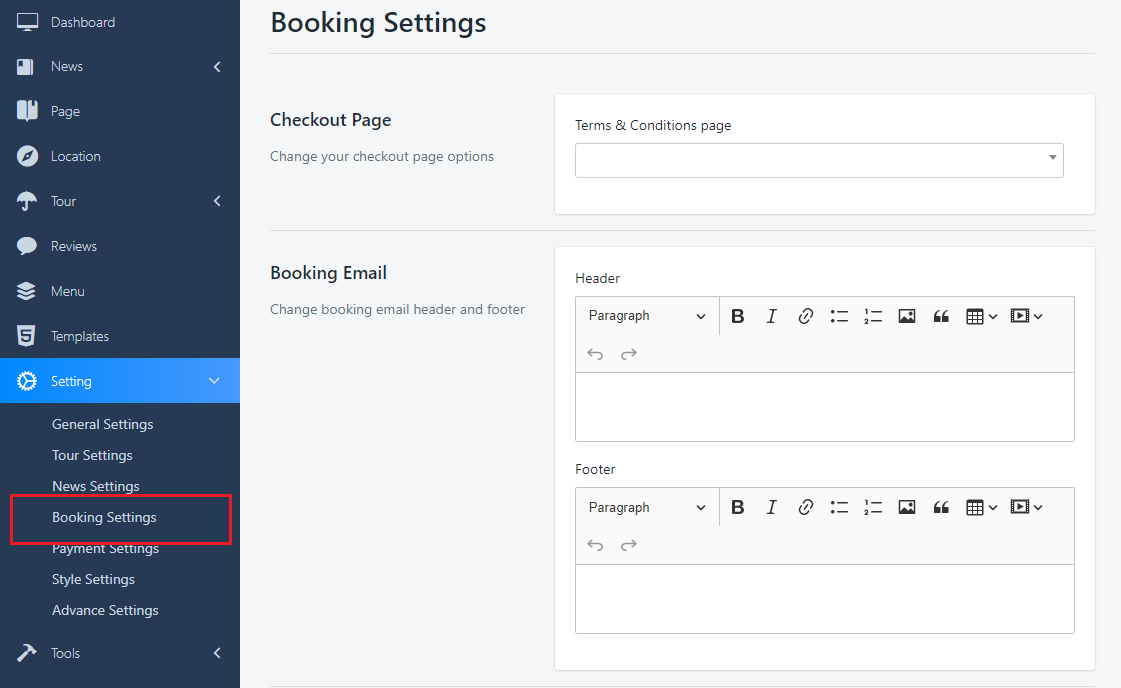 Dashboard
News
Page
Location
Tour
Reviews
Menu
Templates
Setting
General Settings
Tour Settings
News Settings
Booking Settings
Payment Settings
Style Settings
Advance Settings
Tools
Booking Settings
Checkout Page
Change your checkout page options
Terms & Conditions page
Booking Email
Change booking email header and footer
Header
Paragraph
Footer
Paragraph